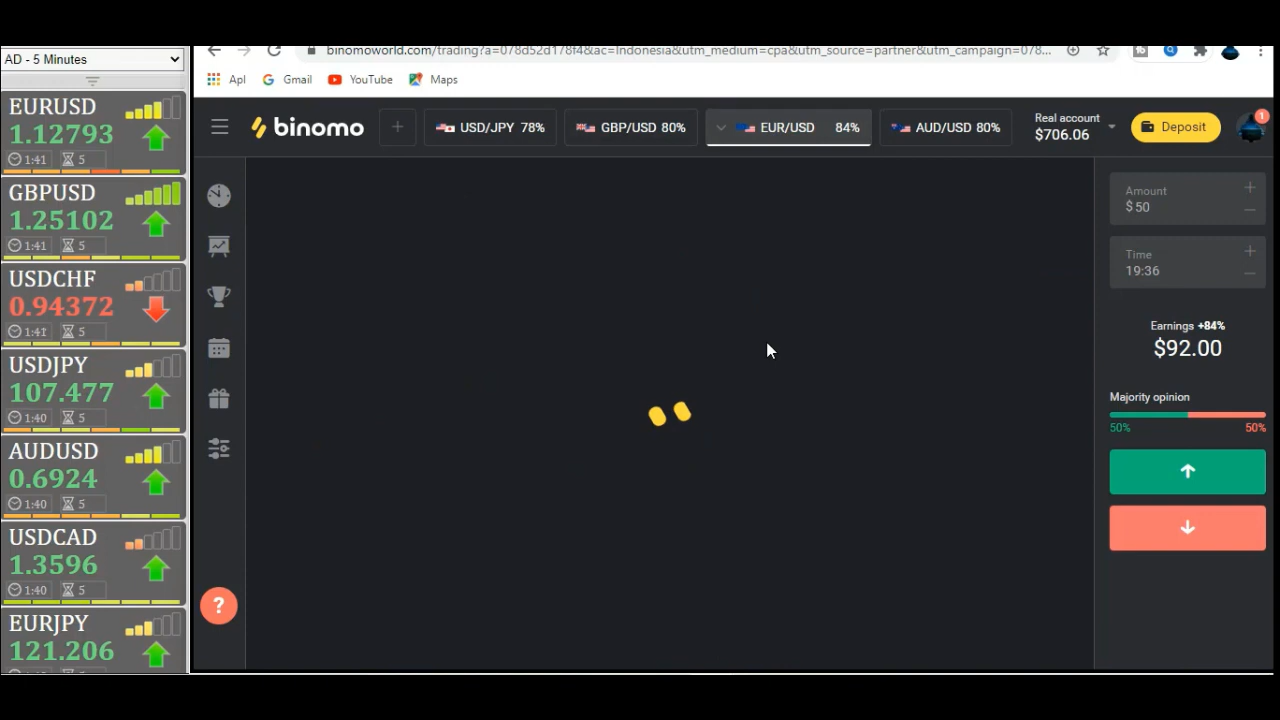 AD - 5 Minutes
EURUSD
1.12793
1:41 5
GBPUSD
1.25102
1:41 5
USDCHF
0.94372
1:41 5
USDJPY
107.477
1:40 5
AUDUSD
0.6924
1:40 5
USDCAD
1.3596
1:40 5
EURJPY
121.206
binomoworld.com/trading?a=078d52d178f4&ac=Indonesia&utm_medium=cpa&utm_source=partner&utm_campaign=078...
Apl Gmail YouTube Maps
binomo + USD/JPY 78% GBP/USD 80% EUR/USD 84% AUD/USD 80%
Real account
$706.06
Deposit
1
Amount
$50
Time
19:36
Earnings +84%
$92.00
Majority opinion
50% 50%
?